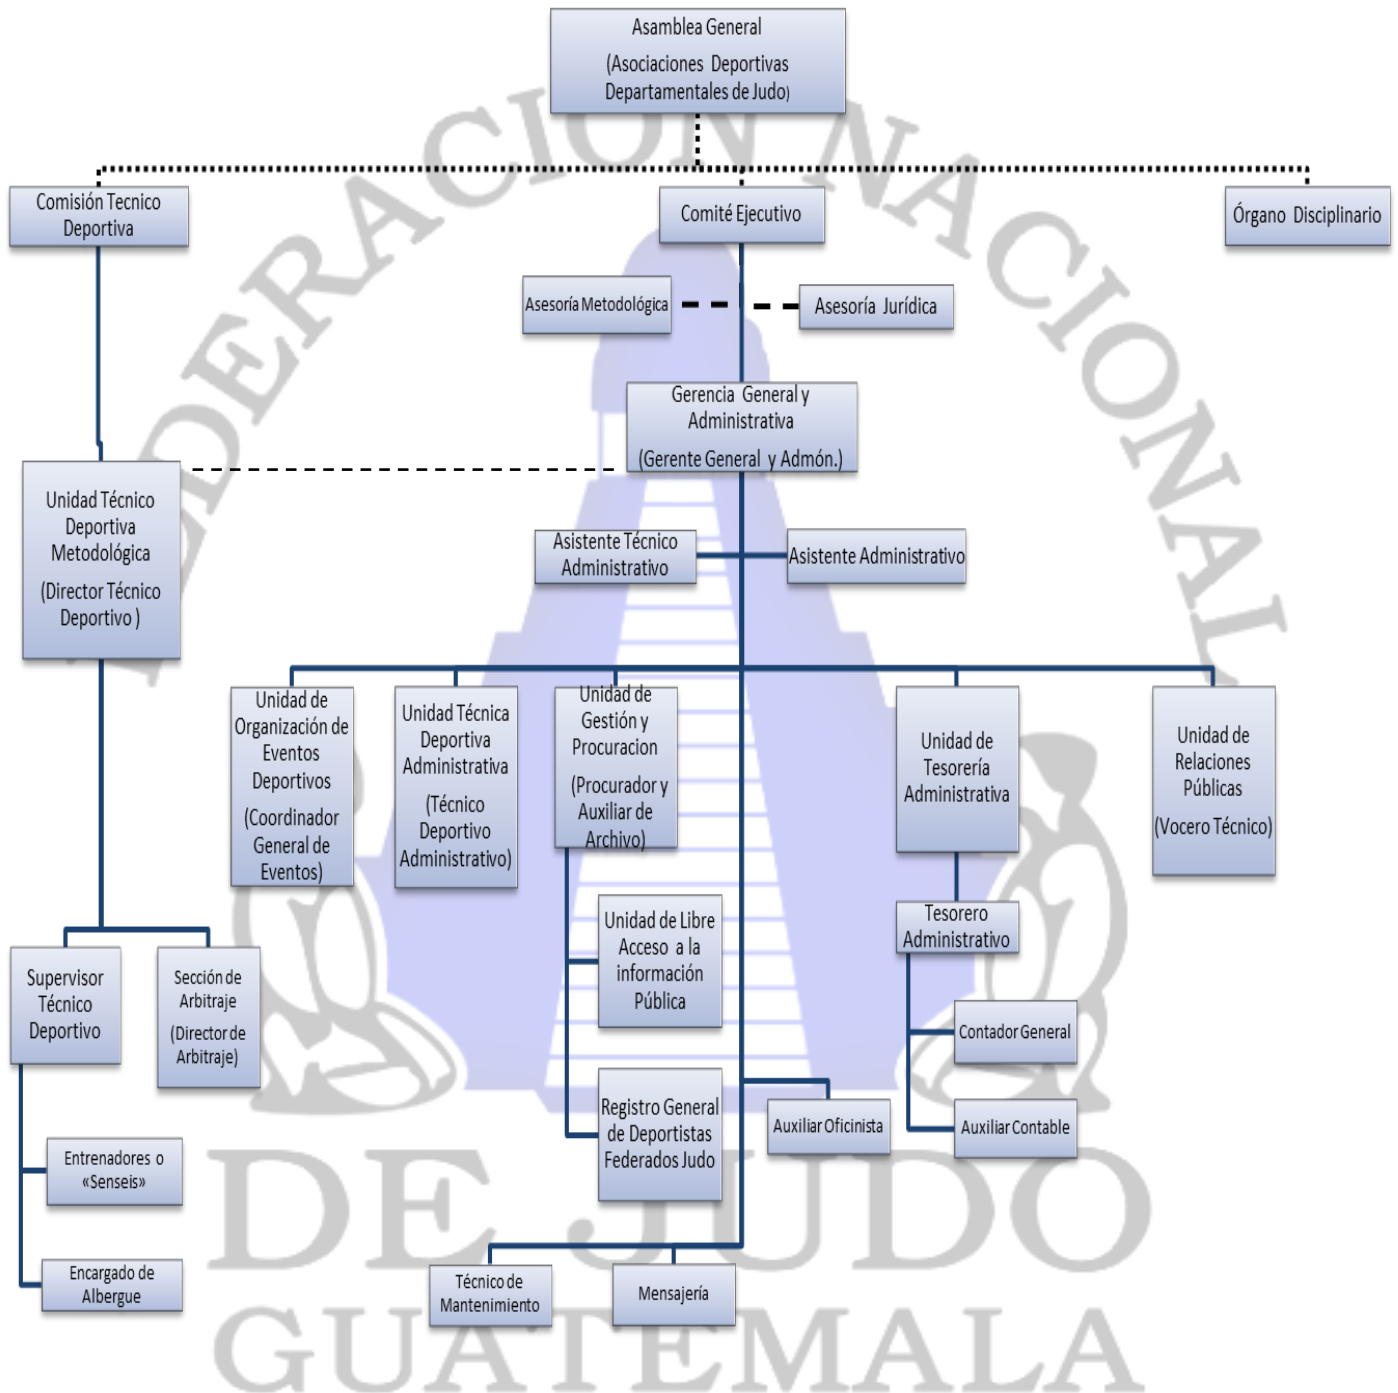 Asamblea General
(Asociaciones Deportivas
Departamentales de Judo)
Comisión Tecnico
Deportiva
Comité Ejecutivo
Órgano Disciplinario
Asesoría Metodológica
Asesoría Jurídica
Gerencia General y
Administrativa
(Gerente General y Admón.)
Unidad Técnico
Deportiva
Metodológica
(Director Técnico
Deportivo )
Asistente Técnico
Administrativo
Asistente Administrativo
Unidad de
Organización de
Eventos
Deportivos
(Coordinador
General de
Eventos)
Unidad Técnica
Deportiva
Administrativa
(Técnico
Deportivo
Administrativo)
Unidad de
Gestión y
Procuracion
(Procurador y
Auxiliar de
Archivo)
Unidad de
Tesorería
Administrativa
Unidad de
Relaciones
Públicas
(Vocero Técnico)
Unidad de Libre
Acceso a la
información
Pública
Tesorero
Administrativo
Supervisor
Técnico
Deportivo
Sección de
Arbitraje
(Director de
Arbitraje)
Contador General
Registro General
de Deportistas
Federados Judo
Auxiliar Oficinista
Auxiliar Contable
Entrenadores o
«Senseis»
Encargado de
Albergue
Técnico de
Mantenimiento
Mensajería
FEDERACION NACIONAL
DE JUDO
GUATEMALA